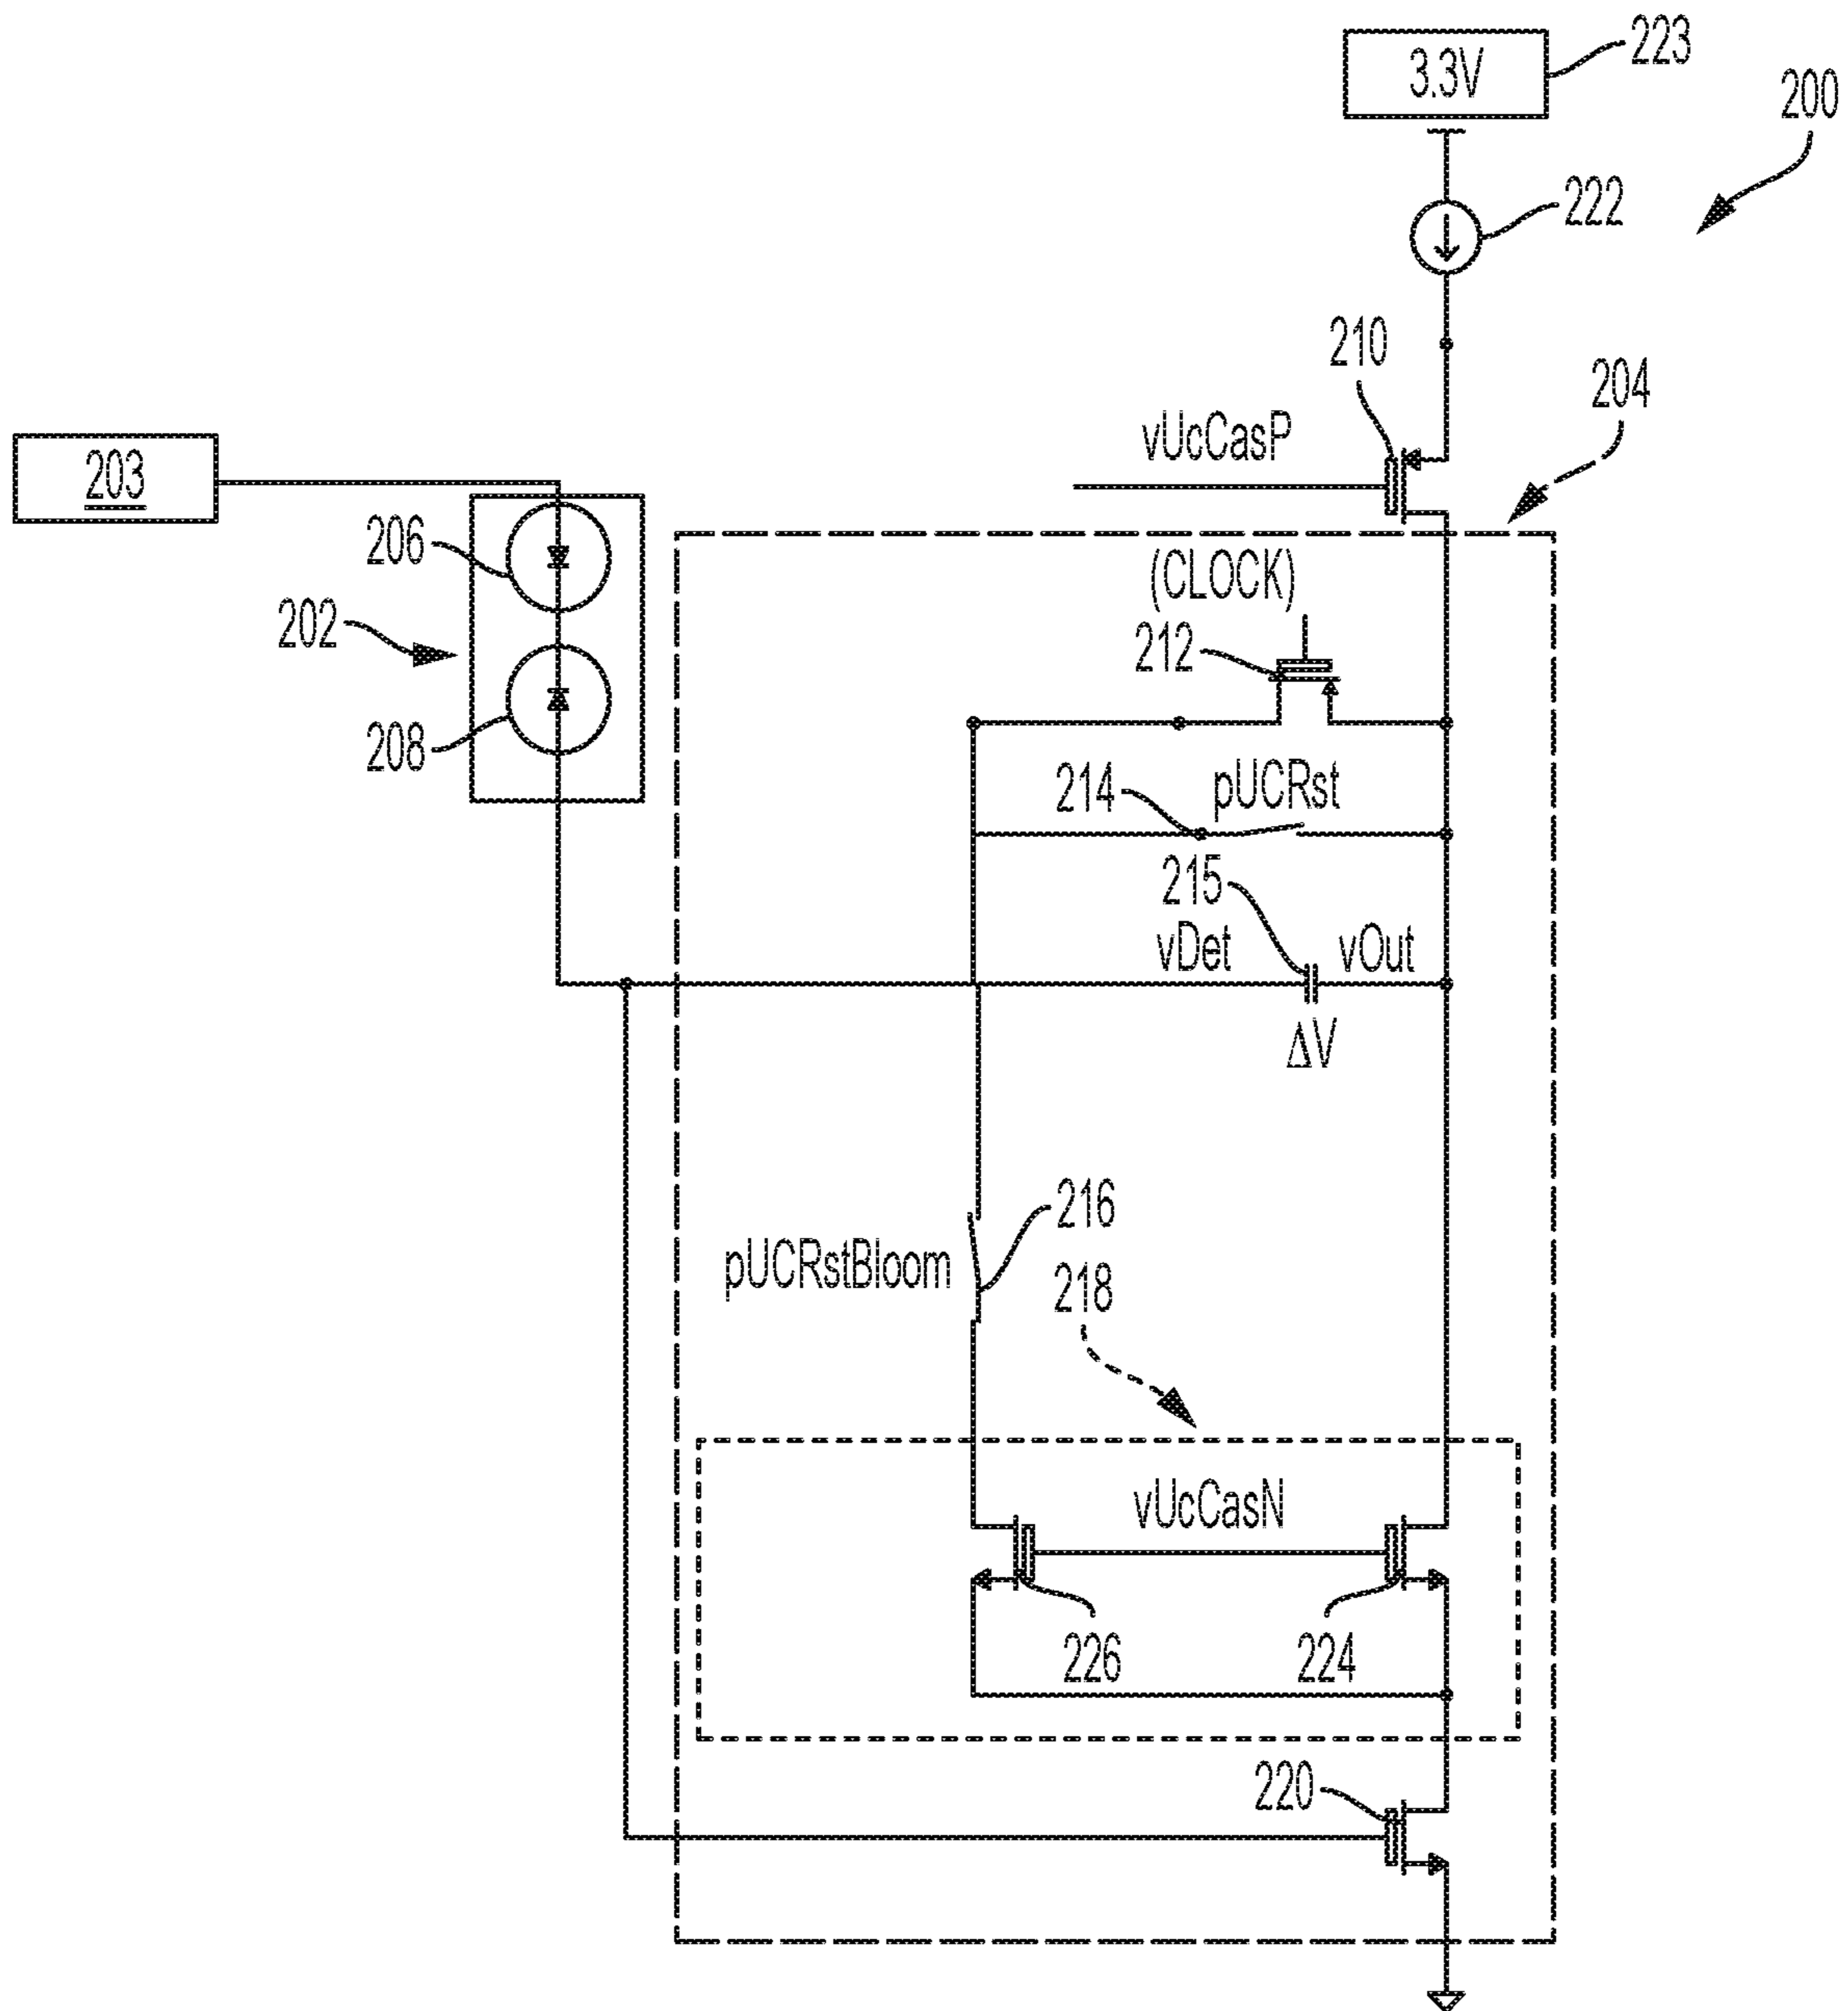 223
3.3V
200
222
210
204
vUcCasP
203
206
(CLOCK)
202
212
208
214
pUCRst
215
vDet
vOut
ΔV
216
pUCRstBloom
218
vUcCasN
226
224
220